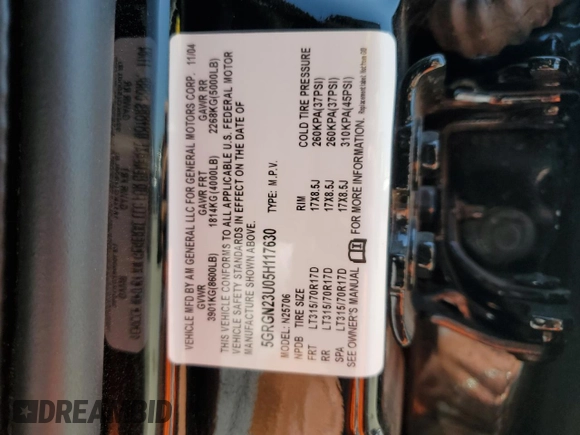 VEHICLE MFD BY AM GENERAL LLC FOR GENERAL MOTORS CORP. 11/04
GVWR GAWR FRT GAWR RR
3901KG(8600LB) 1814KG(4000LB) 2268KG(5000LB)
THIS VEHICLE CONFORMS TO ALL APPLICABLE U.S. FEDERAL MOTOR
VEHICLE SAFETY STANDARDS IN EFFECT ON THE DATE OF
MANUFACTURE SHOWN ABOVE.
5GRGN23U05H117630 TYPE: M.P.V.
MODEL: N25706
NPDB TIRE SIZE RIM COLD TIRE PRESSURE
FRT LT315/70R17D 17X8.5J 260KPA(37PSI)
RR LT315/70R17D 17X8.5J 260KPA(37PSI)
SPA LT315/70R17D 17X8.5J 310KPA(45PSI)
SEE OWNER'S MANUAL FOR MORE INFORMATION. Replacement label
DREAMBID